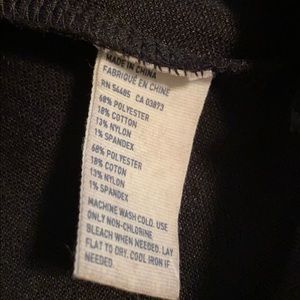 MADE IN CHINA
FABRIQUÉ EN CHINE
RN 54485 CA 03873
68% POLYESTER
18% COTTON
13% NYLON
1% SPANDEX
68% POLYESTER
18% COTON
13% NYLON
1% SPANDEX
MACHINE WASH COLD. USE
ONLY NON-CHLORINE
BLEACH WHEN NEEDED. LAY
FLAT TO DRY. COOL IRON IF
NEEDED.